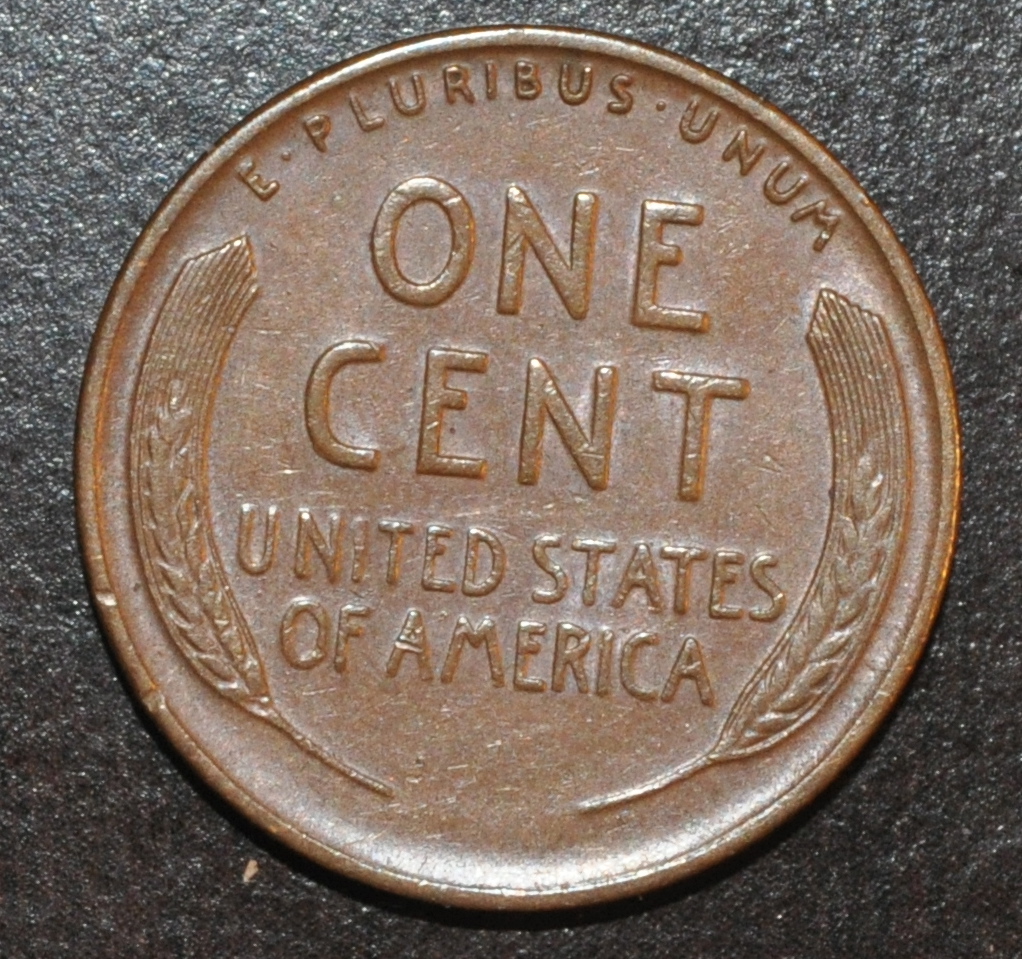 E · PLURIBUS · UNUM
ONE
CENT
UNITED STATES
OF AMERICA